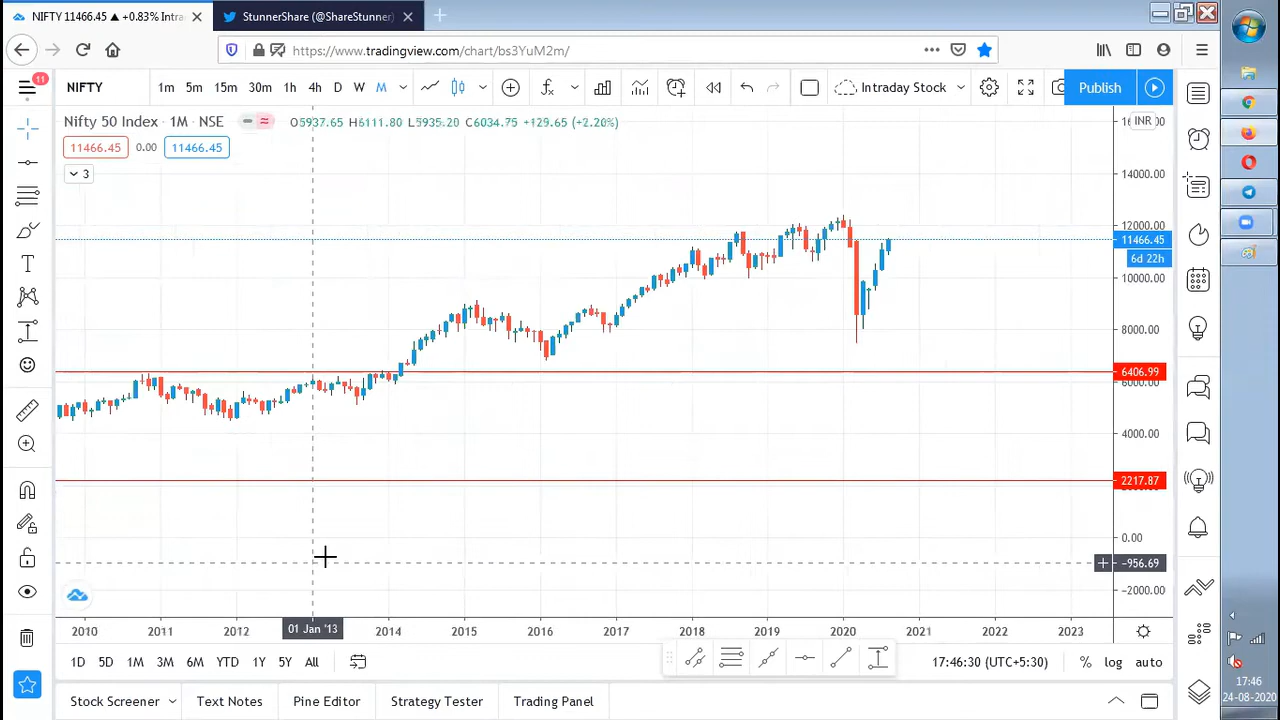 NIFTY 11466.45 ▲ +0.83% Intra
StunnerShare (@ShareStunner)
https://www.tradingview.com/chart/bs3YuM2m/
11
NIFTY
1m 5m 15m 30m 1h 4h D W M
Intraday Stock
Publish
Nifty 50 Index · 1M · NSE
O5937.65 H6111.80 L5935.20 C6034.75 +129.65 (+2.20%)
INR
11466.45 0.00 11466.45
3
14000.00
12000.00
11466.45
6d 22h
10000.00
8000.00
6406.99
6000.00
4000.00
2217.87
0.00
−956.69
−2000.00
2010 2011 2012 01 Jan '13 2014 2015 2016 2017 2018 2019 2020 2021 2022 2023
1D 5D 1M 3M 6M YTD 1Y 5Y All
17:46:30 (UTC+5:30) % log auto
Stock Screener Text Notes Pine Editor Strategy Tester Trading Panel
17:46
24-08-2020